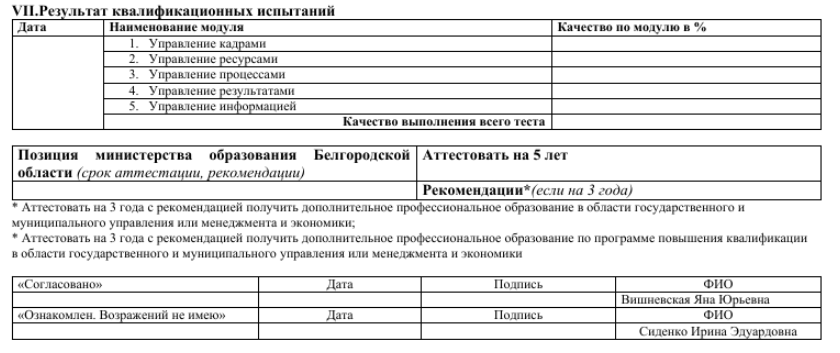 VII.Результат квалификационных испытаний
Дата Наименование модуля Качество по модулю в %
1. Управление кадрами
2. Управление ресурсами
3. Управление процессами
4. Управление результатами
5. Управление информацией
Качество выполнения всего теста
Позиция министерства образования Белгородской Аттестовать на 5 лет
области (срок аттестации, рекомендации)
Рекомендации*(если на 3 года)
* Аттестовать на 3 года с рекомендацией получить дополнительное профессиональное образование в области государственного и
муниципального управления или менеджмента и экономики;
* Аттестовать на 3 года с рекомендацией получить дополнительное профессиональное образование по программе повышения квалификации
в области государственного и муниципального управления или менеджмента и экономики
«Согласовано» Дата Подпись ФИО
Вишневская Яна Юрьевна
«Ознакомлен. Возражений не имею» Дата Подпись ФИО
Сиденко Ирина Эдуардовна